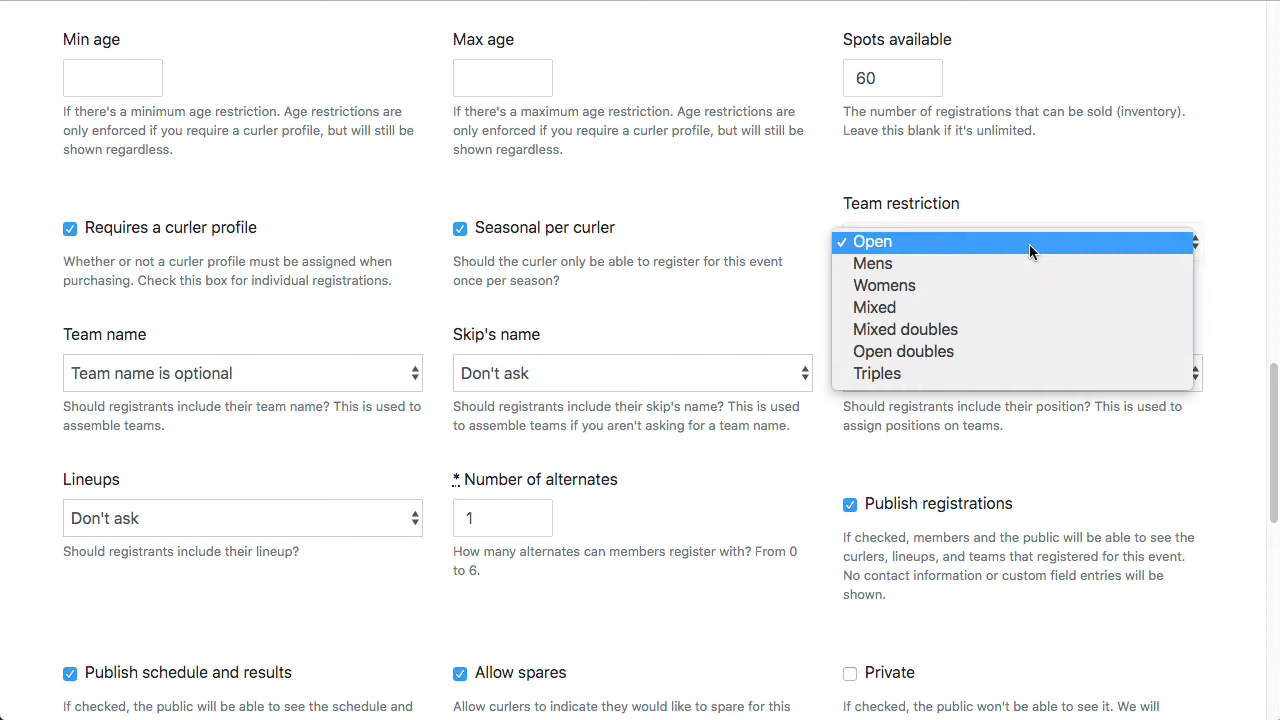 Min age
If there's a minimum age restriction. Age restrictions are
only enforced if you require a curler profile, but will still be
shown regardless.
Max age
If there's a maximum age restriction. Age restrictions are
only enforced if you require a curler profile, but will still be
shown regardless.
Spots available
60
The number of registrations that can be sold (inventory).
Leave this blank if it's unlimited.
Requires a curler profile
Whether or not a curler profile must be assigned when
purchasing. Check this box for individual registrations.
Seasonal per curler
Should the curler only be able to register for this event
once per season?
Team restriction
✓ Open
Mens
Womens
Mixed
Mixed doubles
Open doubles
Triples
Team name
Team name is optional
Should registrants include their team name? This is used to
assemble teams.
Skip's name
Don't ask
Should registrants include their skip's name? This is used
to assemble teams if you aren't asking for a team name.
Should registrants include their position? This is used to
assign positions on teams.
Lineups
Don't ask
Should registrants include their lineup?
* Number of alternates
1
How many alternates can members register with? From 0
to 6.
Publish registrations
If checked, members and the public will be able to see the
curlers, lineups, and teams that registered for this event.
No contact information or custom field entries will be
shown.
Publish schedule and results
If checked, the public will be able to see the schedule and
Allow spares
Allow curlers to indicate they would like to spare for this
Private
If checked, the public won't be able to see it. We will